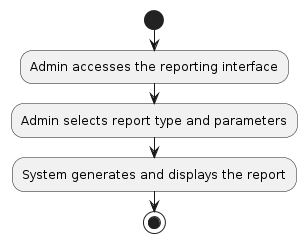 Admin accesses the reporting interface
Admin selects report type and parameters
System generates and displays the report